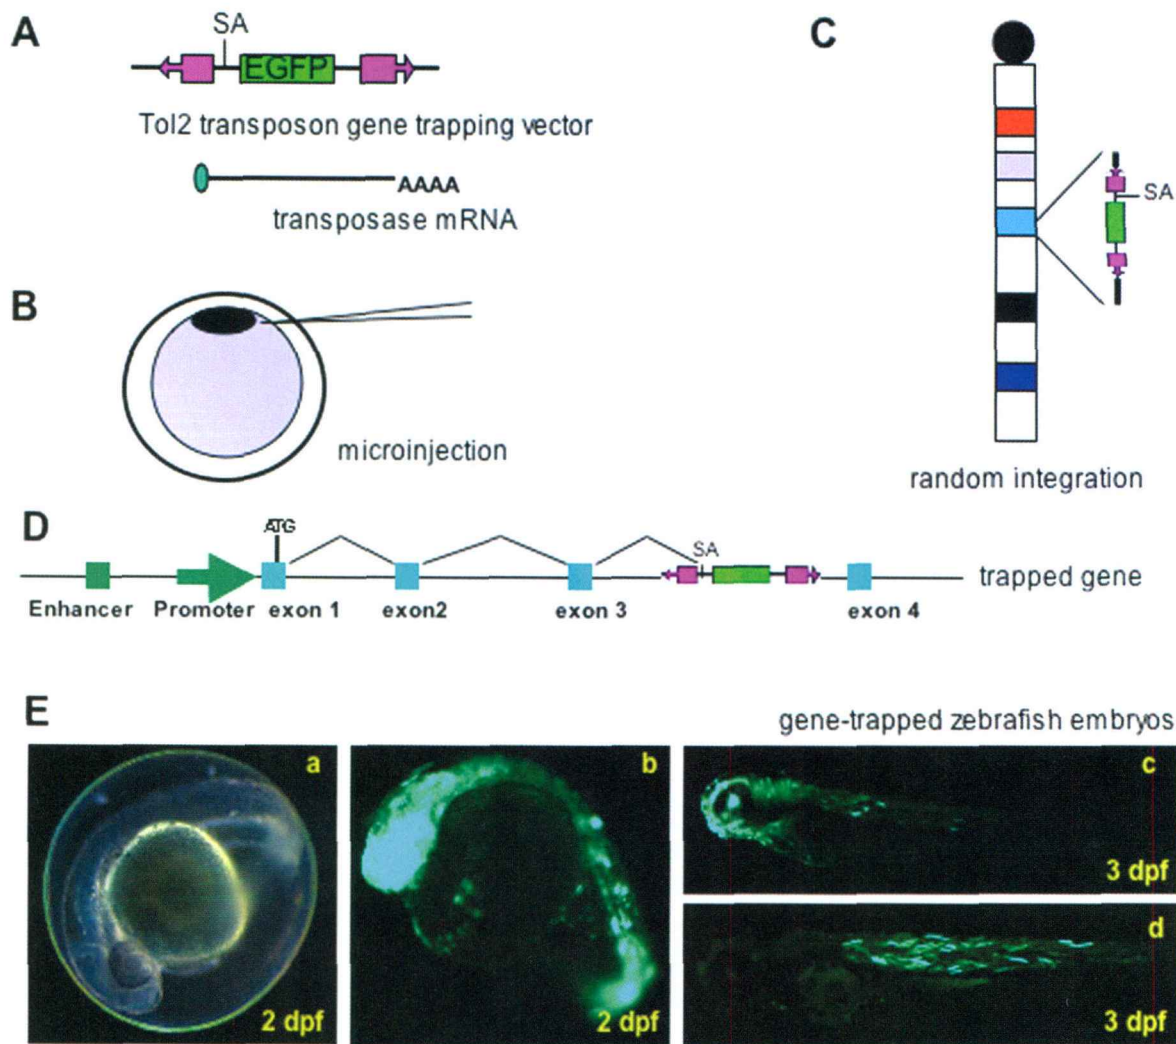 A
SA
EGFP
Tol2 transposon gene trapping vector
AAAA
transposase mRNA
B
microinjection
C
SA
random integration
D
ATG
SA
trapped gene
Enhancer Promoter exon 1 exon2 exon 3 exon 4
E
gene-trapped zebrafish embryos
a
2 dpf
b
2 dpf
c
3 dpf
d
3 dpf